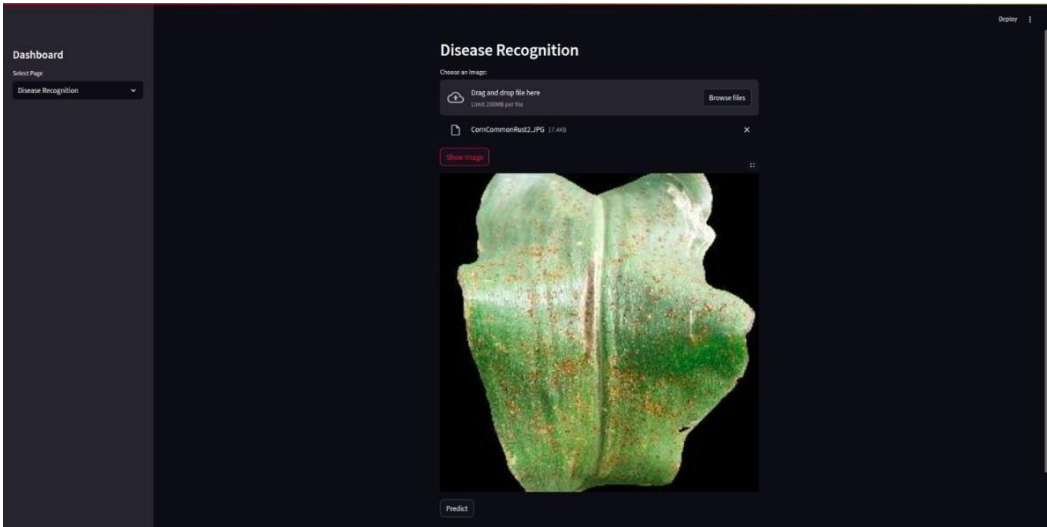 Deploy
Dashboard
Select Page
Disease Recognition
Disease Recognition
Choose an Image:
Drag and drop file here
Limit 200MB per file
Browse files
CornCommonRust2.JPG 17.4KB
Show Image
Predict